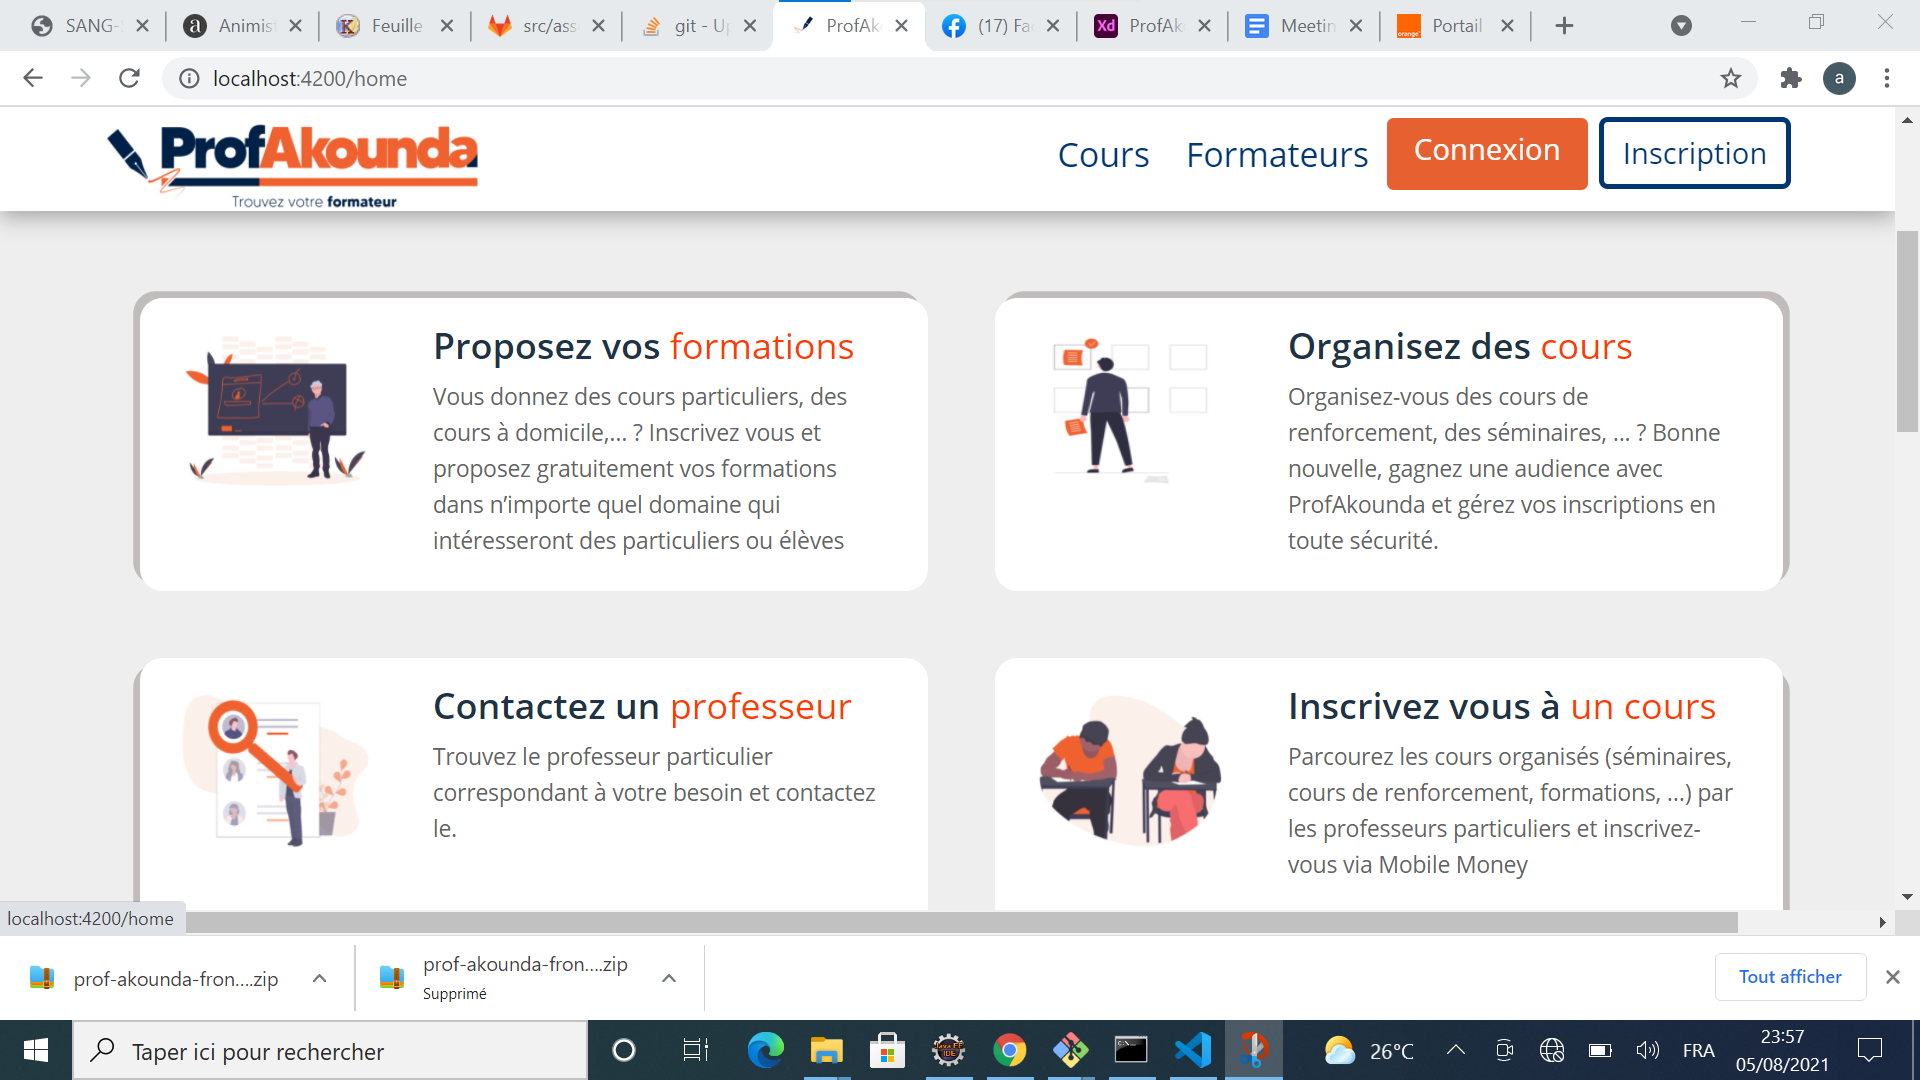 SANG-
Animist
Feuille
src/ass
git - Up
ProfAk
(17) Fa
ProfAk
Meetin
Portail
localhost:4200/home
a
ProfAkounda
Trouvez votre formateur
Cours
Formateurs
Connexion
Inscription
Proposez vos formations
Vous donnez des cours particuliers, des
cours à domicile,... ? Inscrivez vous et
proposez gratuitement vos formations
dans n’importe quel domaine qui
intéresseront des particuliers ou élèves
Organisez des cours
Organisez-vous des cours de
renforcement, des séminaires, ... ? Bonne
nouvelle, gagnez une audience avec
ProfAkounda et gérez vos inscriptions en
toute sécurité.
Contactez un professeur
Trouvez le professeur particulier
correspondant à votre besoin et contactez
le.
Inscrivez vous à un cours
Parcourez les cours organisés (séminaires,
cours de renforcement, formations, ...) par
les professeurs particuliers et inscrivez-
vous via Mobile Money
localhost:4200/home
prof-akounda-fron....zip
prof-akounda-fron....zip
Supprimé
Tout afficher
Taper ici pour rechercher
26°C
FRA
23:57
05/08/2021